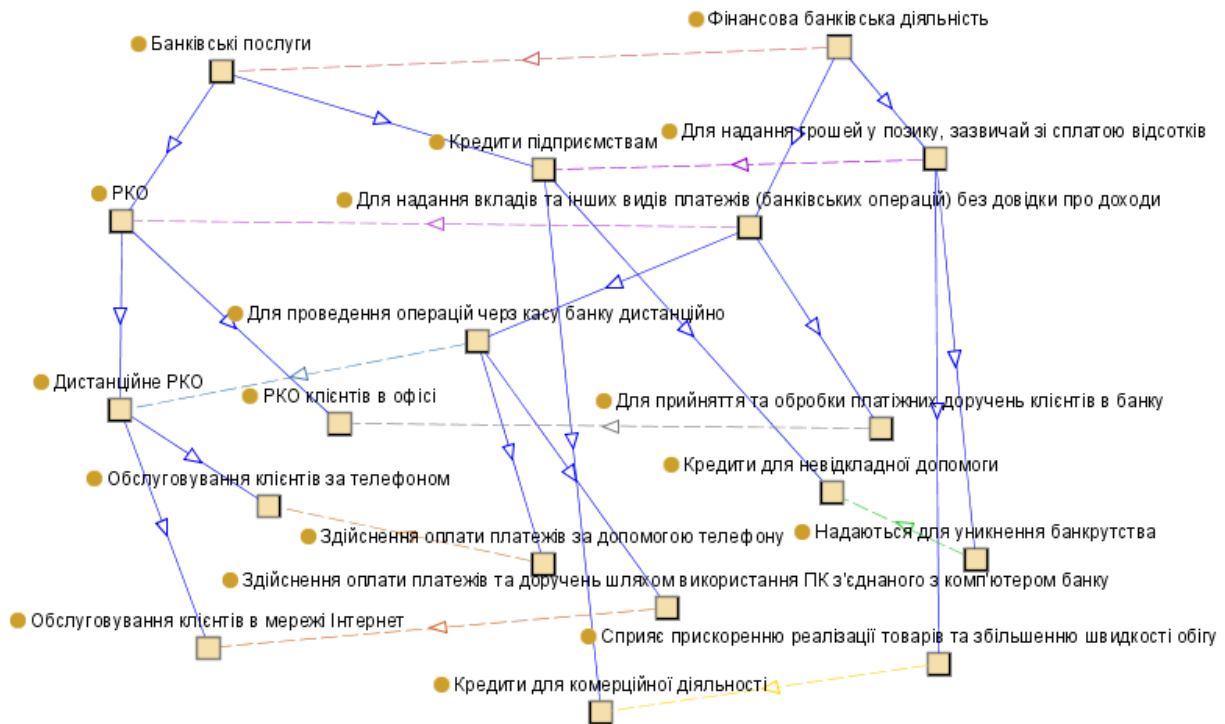 Фінансова банківська діяльність
Банківські послуги
Для надання грошей у позику, зазвичай зі сплатою відсотків
Кредити підприємствам
РКО
Для надання вкладів та інших видів платежів (банківських операцій) без довідки про доходи
Для проведення операцій черз касу банку дистанційно
Дистанційне РКО
РКО клієнтів в офісі
Для прийняття та обробки платіжних доручень клієнтів в банку
Кредити для невідкладної допомоги
Обслуговування клієнтів за телефоном
Надаються для уникнення банкрутства
Здійснення оплати платежів за допомогою телефону
Здійснення оплати платежів та доручень шляхом використання ПК з'єднаного з комп'ютером банку
Обслуговування клієнтів в мережі Інтернет
Сприяє прискоренню реалізації товарів та збільшенню швидкості обігу
Кредити для комерційної діяльності